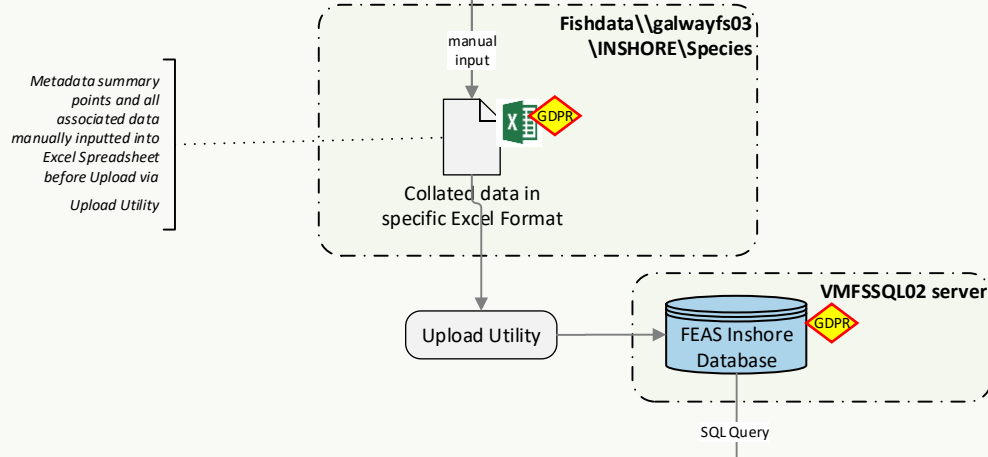 Fishdata\\galwayfs03
\INSHORE\Species
manual
input
Metadata summary
points and all
associated data
manually inputted into
Excel Spreadsheet
before Upload via
Upload Utility
X
GDPR
Collated data in
specific Excel Format
VMFSSQL02 server
Upload Utility
FEAS Inshore
Database
GDPR
SQL Query